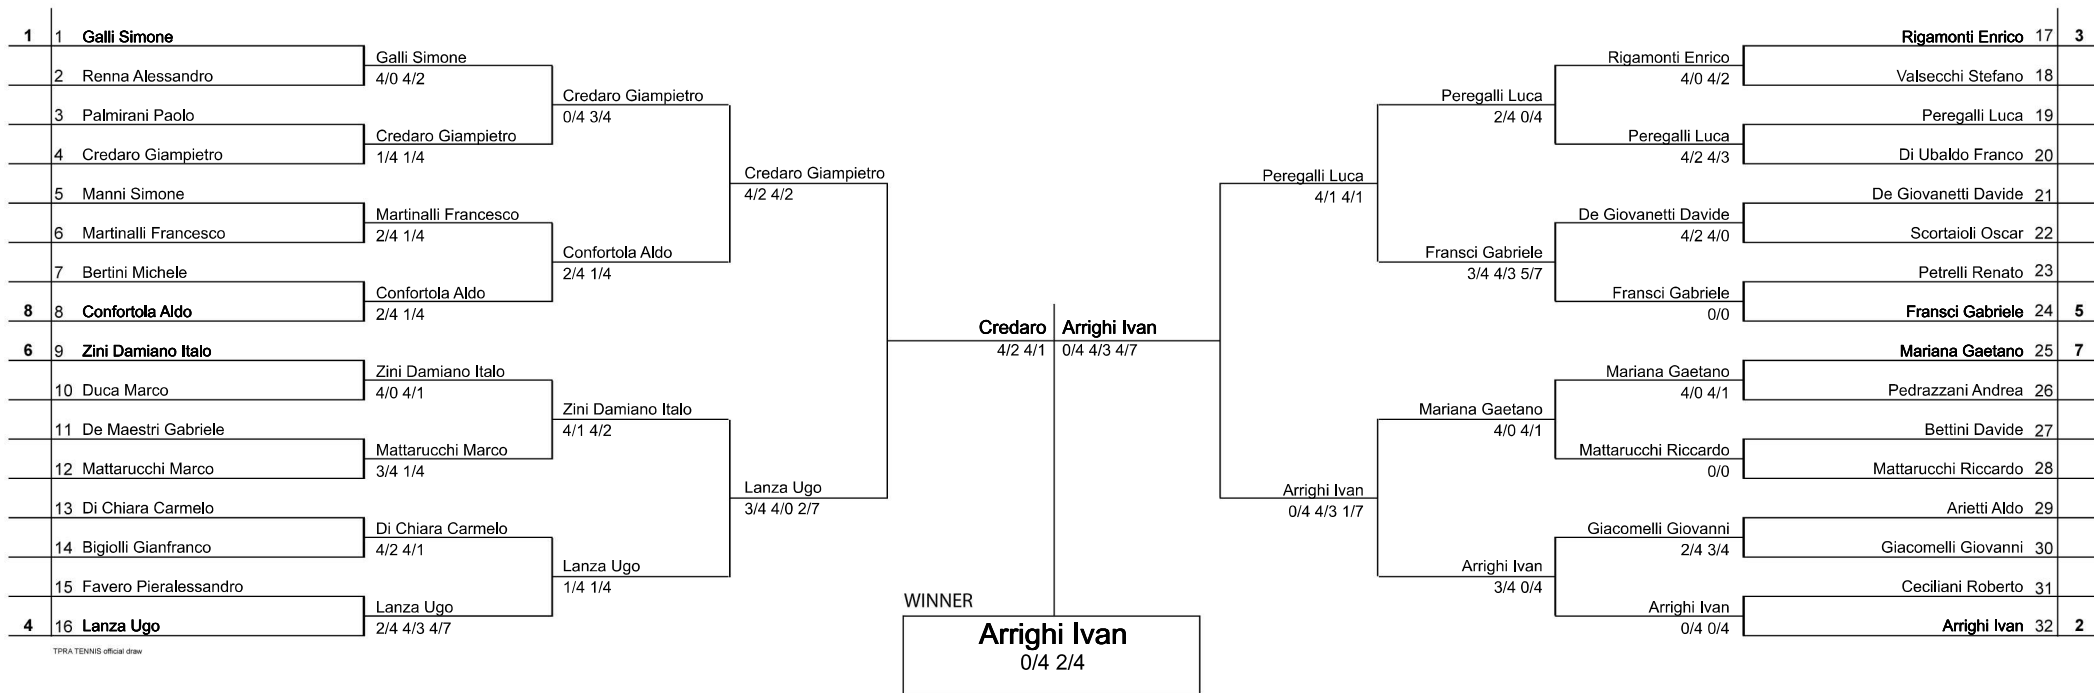 1 1 Galli Simone
2 Renna Alessandro
3 Palmirani Paolo
4 Credaro Giampietro
5 Manni Simone
6 Martinalli Francesco
7 Bertini Michele
8 8 Confortola Aldo
6 9 Zini Damiano Italo
10 Duca Marco
11 De Maestri Gabriele
12 Mattarucchi Marco
13 Di Chiara Carmelo
14 Bigiolli Gianfranco
15 Favero Pieralessandro
4 16 Lanza Ugo
TPRA TENNIS official draw
Galli Simone
4/0 4/2
Credaro Giampietro
1/4 1/4
Martinalli Francesco
2/4 1/4
Confortola Aldo
2/4 1/4
Zini Damiano Italo
4/0 4/1
Mattarucchi Marco
3/4 1/4
Di Chiara Carmelo
4/2 4/1
Lanza Ugo
2/4 4/3 4/7
Credaro Giampietro
0/4 3/4
Confortola Aldo
2/4 1/4
Zini Damiano Italo
4/1 4/2
Lanza Ugo
1/4 1/4
Credaro Giampietro
4/2 4/2
Lanza Ugo
3/4 4/0 2/7
Credaro
4/2 4/1
Arrighi Ivan
0/4 4/3 4/7
WINNER
Arrighi Ivan
0/4 2/4
Peregalli Luca
4/1 4/1
Arrighi Ivan
0/4 4/3 1/7
Peregalli Luca
2/4 0/4
Fransci Gabriele
3/4 4/3 5/7
Mariana Gaetano
4/0 4/1
Arrighi Ivan
3/4 0/4
Rigamonti Enrico
4/0 4/2
Peregalli Luca
4/2 4/3
De Giovanetti Davide
4/2 4/0
Fransci Gabriele
0/0
Mariana Gaetano
4/0 4/1
Mattarucchi Riccardo
0/0
Giacomelli Giovanni
2/4 3/4
Arrighi Ivan
0/4 0/4
Rigamonti Enrico 17 3
Valsecchi Stefano 18
Peregalli Luca 19
Di Ubaldo Franco 20
De Giovanetti Davide 21
Scortaioli Oscar 22
Petrelli Renato 23
Fransci Gabriele 24 5
Mariana Gaetano 25 7
Pedrazzani Andrea 26
Bettini Davide 27
Mattarucchi Riccardo 28
Arietti Aldo 29
Giacomelli Giovanni 30
Ceciliani Roberto 31
Arrighi Ivan 32 2